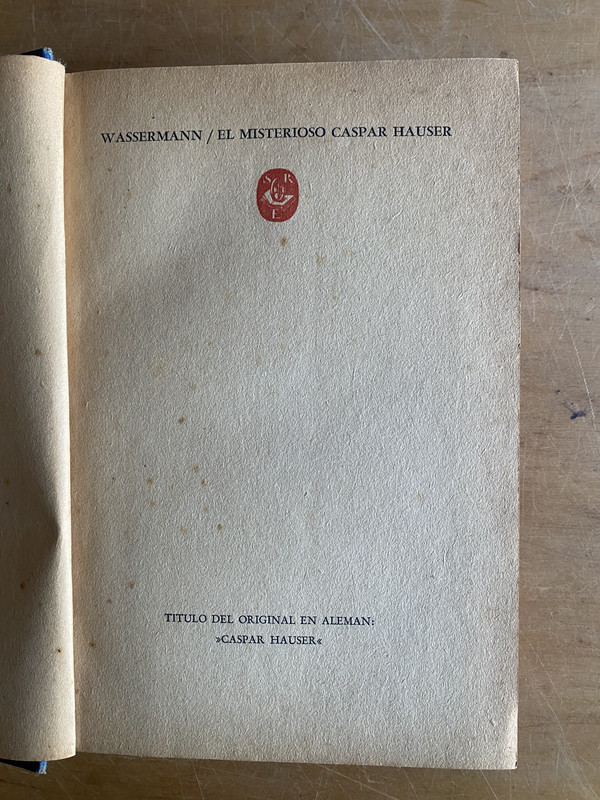 WASSERMANN / EL MISTERIOSO CASPAR HAUSER
S R
E
TITULO DEL ORIGINAL EN ALEMAN:
»CASPAR HAUSER«